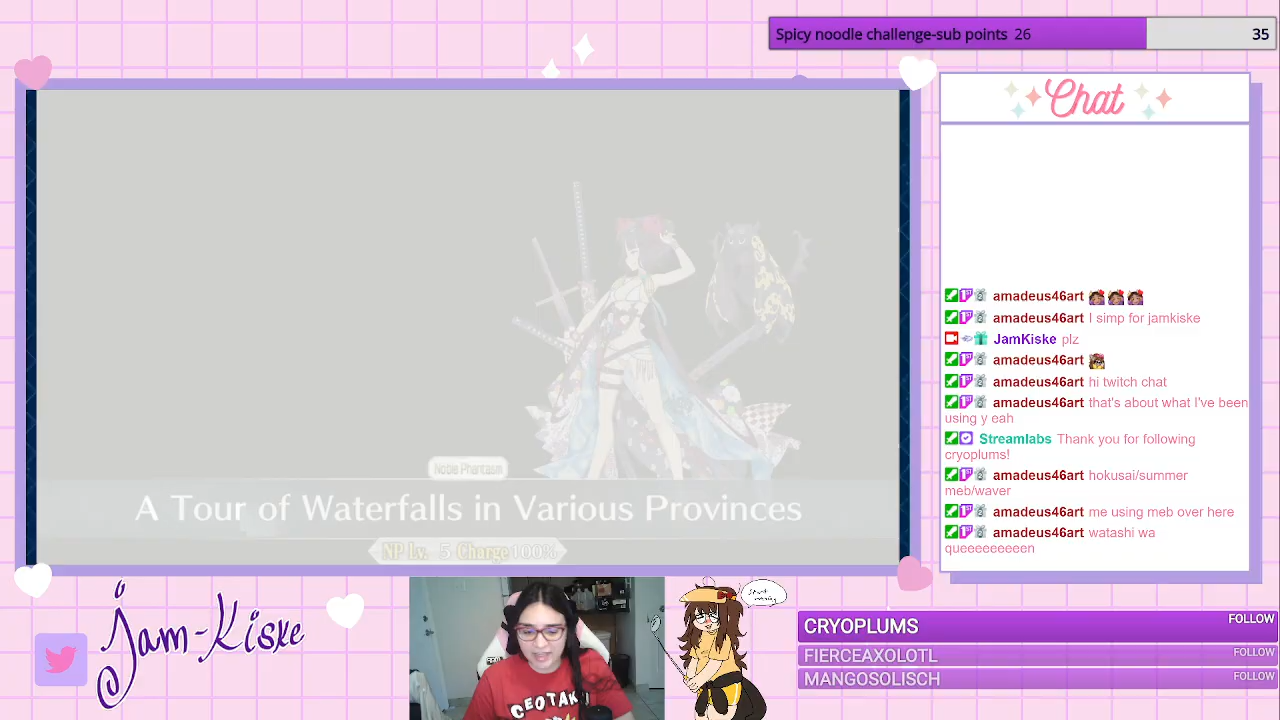 Spicy noodle challenge-sub points 26
35
Chat
amadeus46art
amadeus46art I simp for jamkiske
JamKiske plz
amadeus46art
amadeus46art hi twitch chat
amadeus46art that's about what I've been
using y eah
Streamlabs Thank you for following
cryoplums!
amadeus46art hokusai/summer
meb/waver
amadeus46art me using meb over here
amadeus46art watashi wa
queeeeeeeeen
Noble Phantasm
A Tour of Waterfalls in Various Provinces
NP Lv. 5 Charge 100%
@Jam-Kiske
CEOTAK
CRYOPLUMS FOLLOW
FIERCEAXOLOTL FOLLOW
MANGOSOLISCH FOLLOW